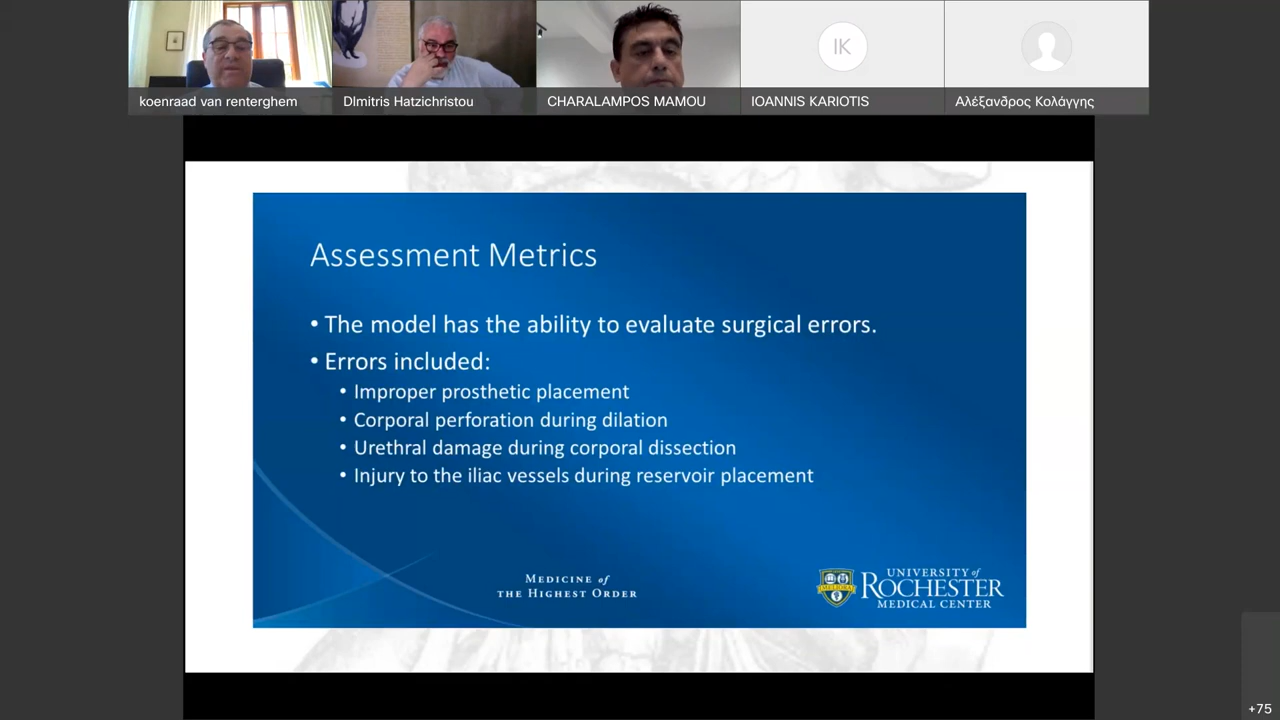 koenraad van renterghem
DImitris Hatzichristou
CHARALAMPOS MAMOU
IK
IOANNIS KARIOTIS
Αλέξανδρος Κολάγγης
Assessment Metrics
• The model has the ability to evaluate surgical errors.
• Errors included:
• Improper prosthetic placement
• Corporal perforation during dilation
• Urethral damage during corporal dissection
• Injury to the iliac vessels during reservoir placement
MEDICINE of
THE HIGHEST ORDER
UNIVERSITY of
ROCHESTER
MEDICAL CENTER
MELIORA
+75